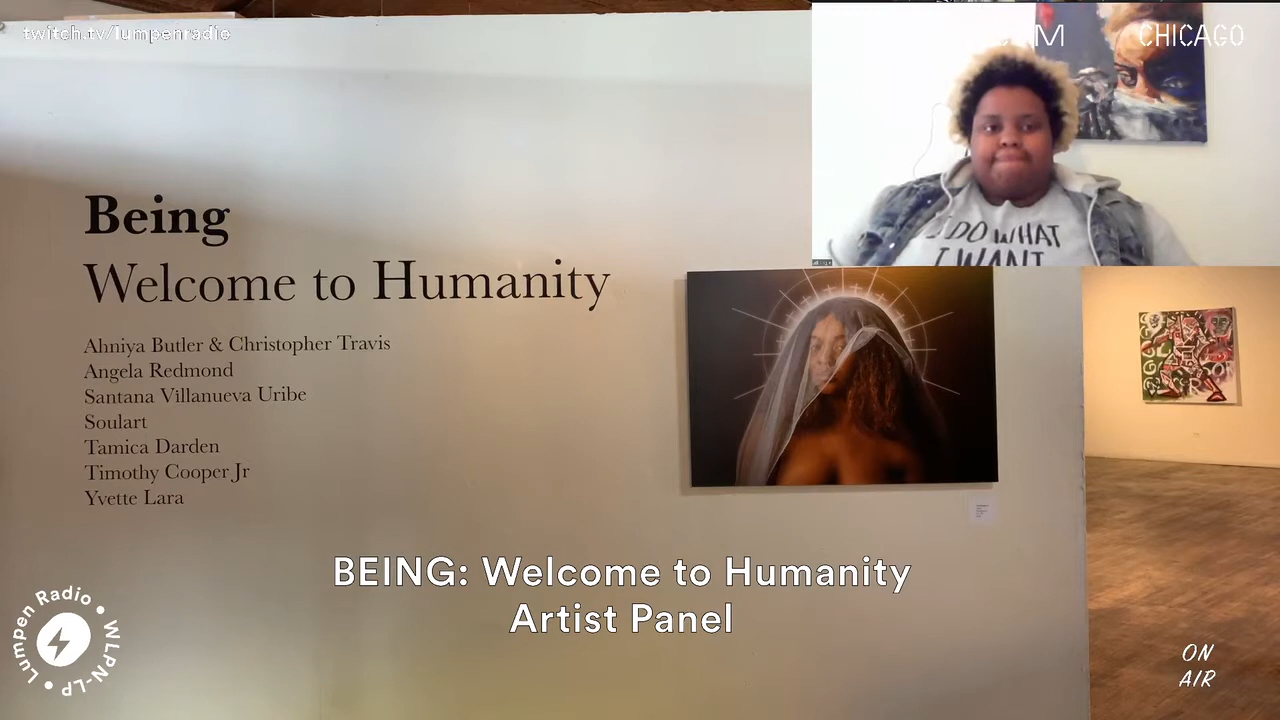 twitch.tv/lumpenradio
M CHICAGO
I DO WHAT
I WANT
Being
Welcome to Humanity
Ahniya Butler & Christopher Travis
Angela Redmond
Santana Villanueva Uribe
Soulart
Tamica Darden
Timothy Cooper Jr
Yvette Lara
BEING: Welcome to Humanity
Artist Panel
Lumpen Radio • WLPN-LP •
ON
AIR